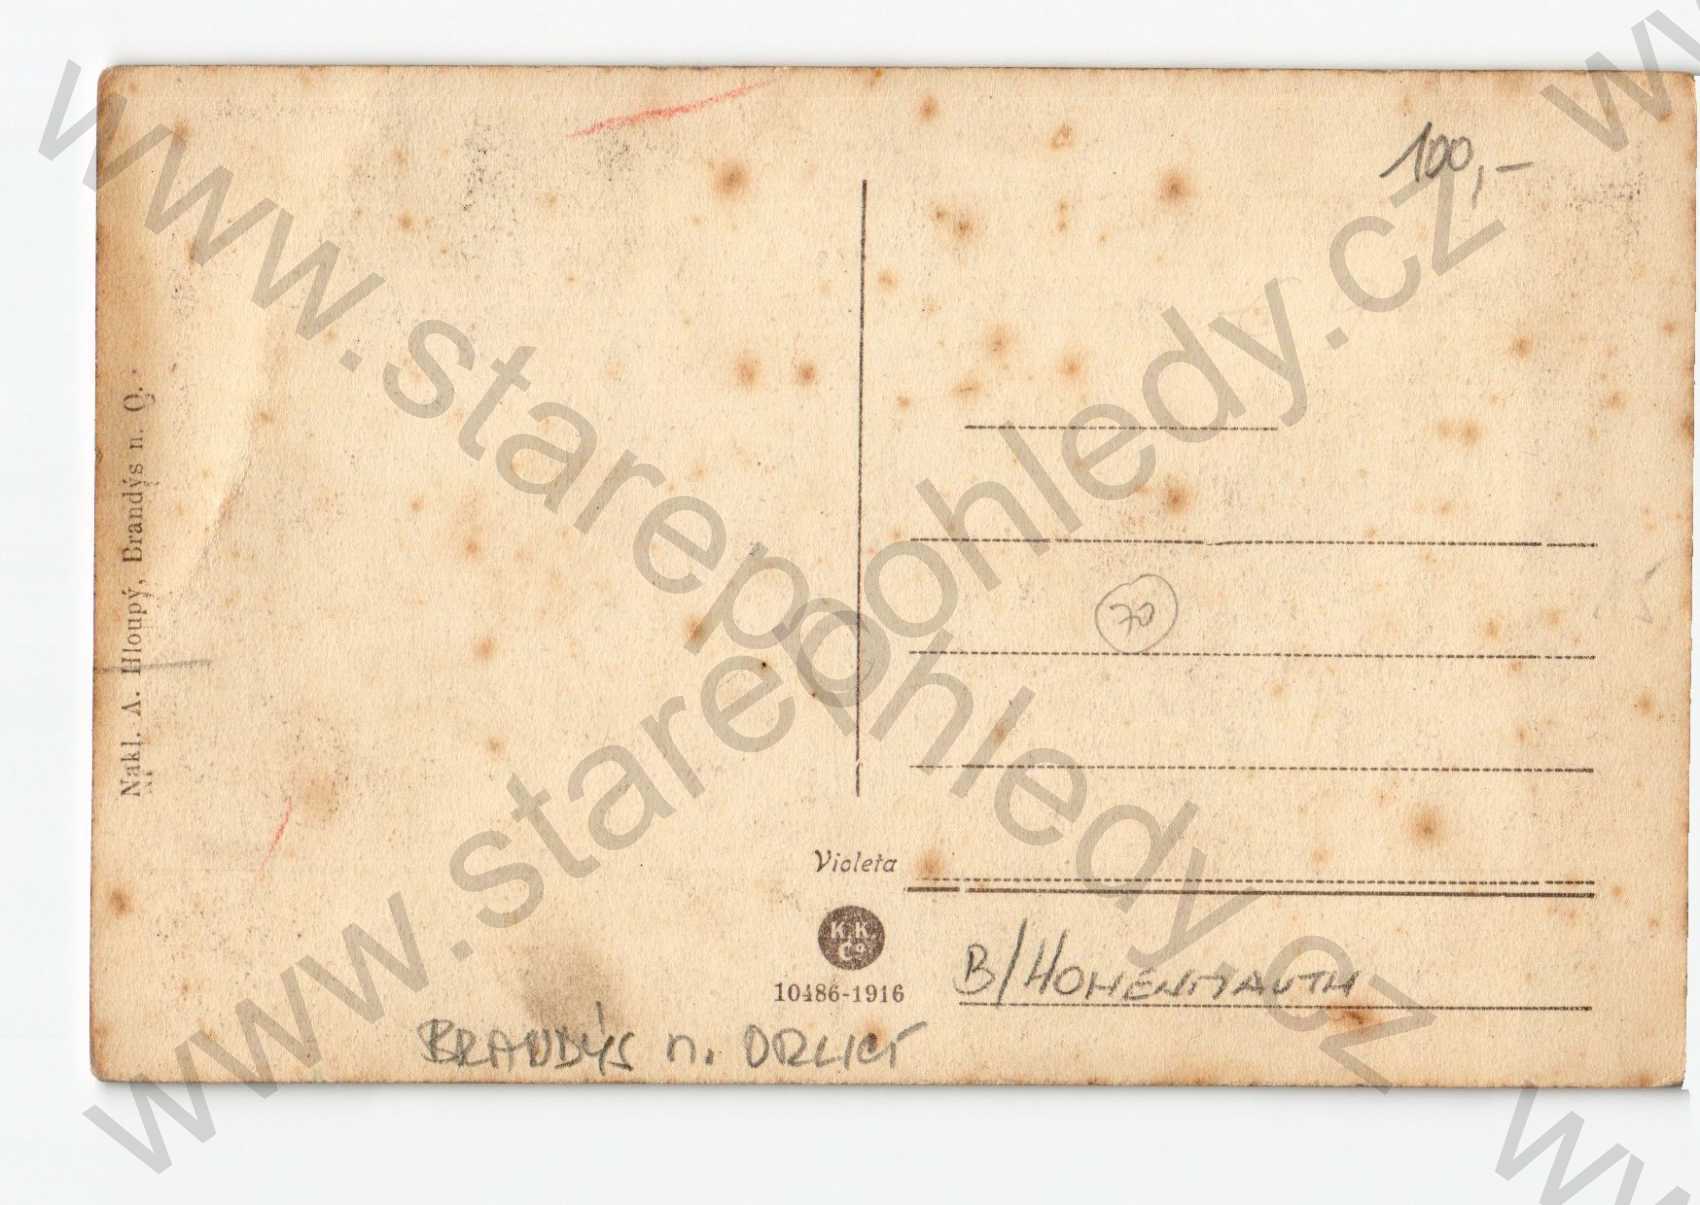 100,-
Nakl. A. Hloupý, Brandýs n. O.
70
Violeta
K. K. Co
10486-1916
B/HOHENMAUTH
BRANDÝS n. ORLICÍ
www.starepohledy.cz
www.starepohledy.cz